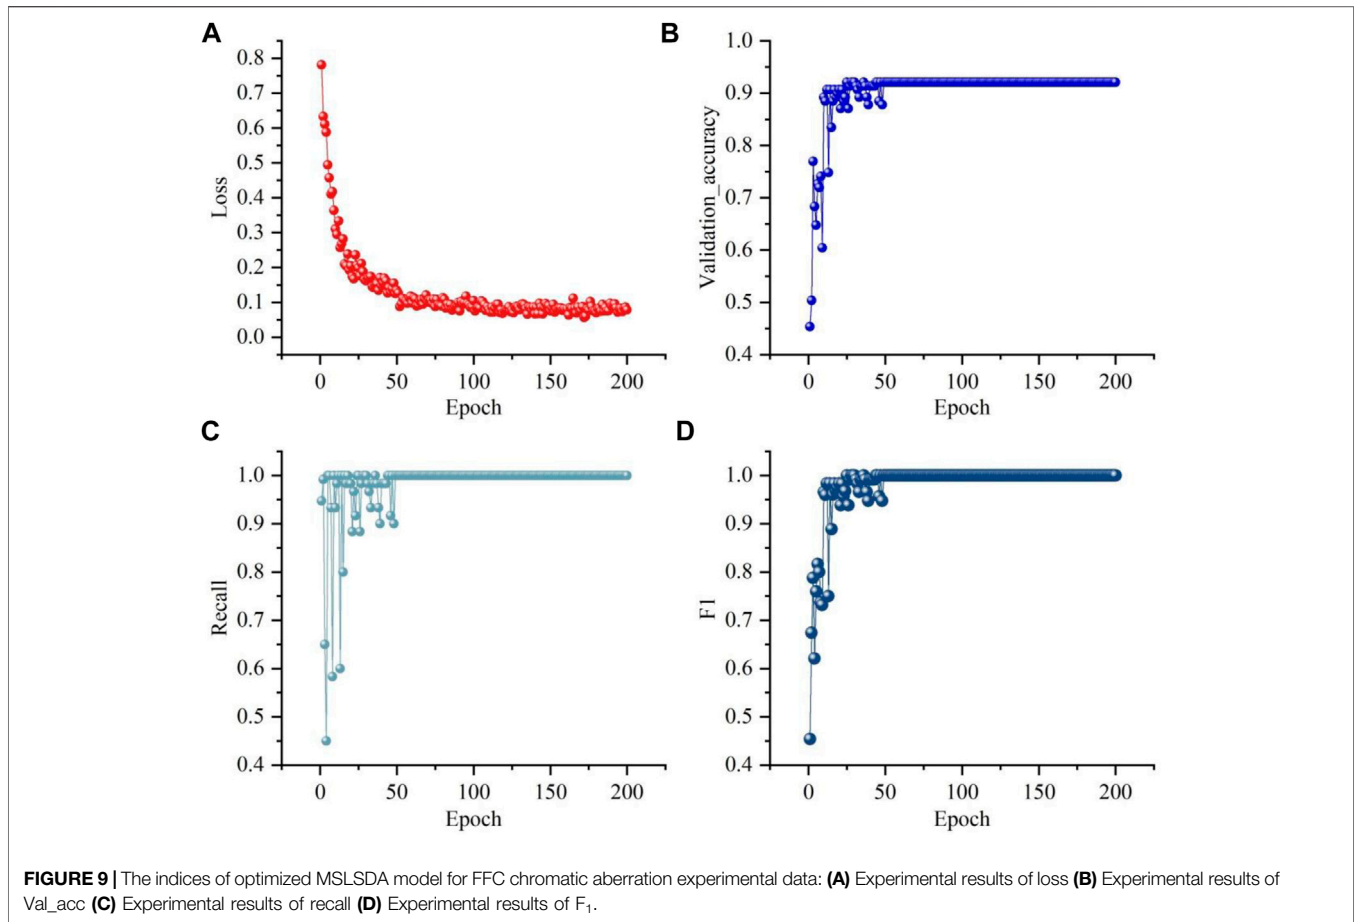 A
Loss
0.8
0.7
0.6
0.5
0.4
0.3
0.2
0.1
0.0
0 50 100 150 200
Epoch
B
Validation_accuracy
1.0
0.9
0.8
0.7
0.6
0.5
0.4
0 50 100 150 200
Epoch
C
Recall
1.0
0.9
0.8
0.7
0.6
0.5
0.4
0 50 100 150 200
Epoch
D
F1
1.0
0.9
0.8
0.7
0.6
0.5
0.4
0 50 100 150 200
Epoch
FIGURE 9 | The indices of optimized MSLSDA model for FFC chromatic aberration experimental data: (A) Experimental results of loss (B) Experimental results of
Val_acc (C) Experimental results of recall (D) Experimental results of F₁.